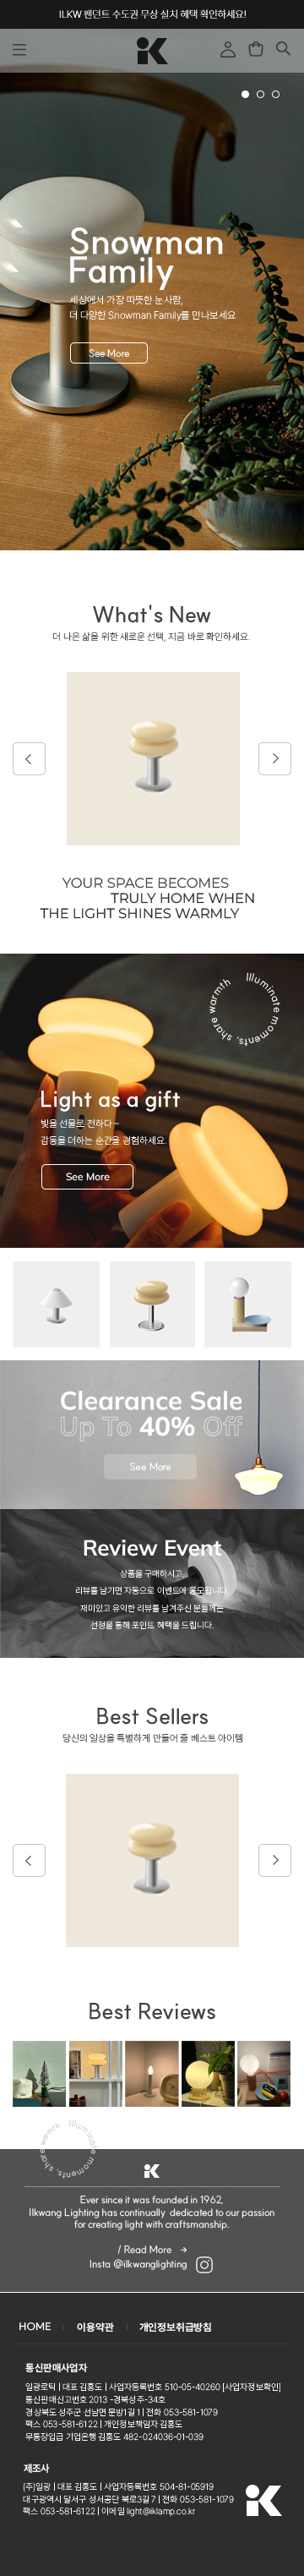 ILKW 팬던트 수도권 무상 설치 혜택 확인하세요!
iK
Snowman
Family
세상에서 가장 따뜻한 눈사람,
더 다양한 Snowman Family를 만나보세요
See More
What's New
더 나은 삶을 위한 새로운 선택, 지금 바로 확인하세요.
YOUR SPACE BECOMES
TRULY HOME WHEN
THE LIGHT SHINES WARMLY
Illuminate moments, share warmth
Light as a gift
빛을 선물로 전하다—
감동을 더하는 순간을 경험하세요.
See More
Clearance Sale
Up To 40% Off
See More
Review Event
상품을 구매하시고,
리뷰를 남기면 자동으로 이벤트에 응모됩니다
재미있고 유익한 리뷰를 남겨주신 분들께는
선정을 통해 포인트 혜택을 드립니다.
Best Sellers
당신의 일상을 특별하게 만들어 줄 베스트 아이템
Best Reviews
Illuminate moments, share warmth
iK
Ever since it was founded in 1962,
Ilkwang Lighting has continually dedicated to our passion
for creating light with craftsmanship.
/ Read More →
Insta @ilkwanglighting
HOME | 이용약관 | 개인정보취급방침
통신판매사업자
일광로틱 | 대표 김홍도 | 사업자등록번호 510-05-40260 [사업자정보확인]
통신판매신고번호 2013 -경북성주-34호
경상북도 성주군 선남면 문방1길 1 | 전화 053-581-1079
팩스 053-581-6122 | 개인정보책임자 김홍도
무통장입금 기업은행 김홍도 482-024036-01-039
제조사
(주)일광 | 대표 김홍도 | 사업자등록번호 504-81-05919
대구광역시 달서구 성서공단 북로3길 7 | 전화 053-581-1079
팩스 053-581-6122 | 이메일 light@iklamp.co.kr
iK